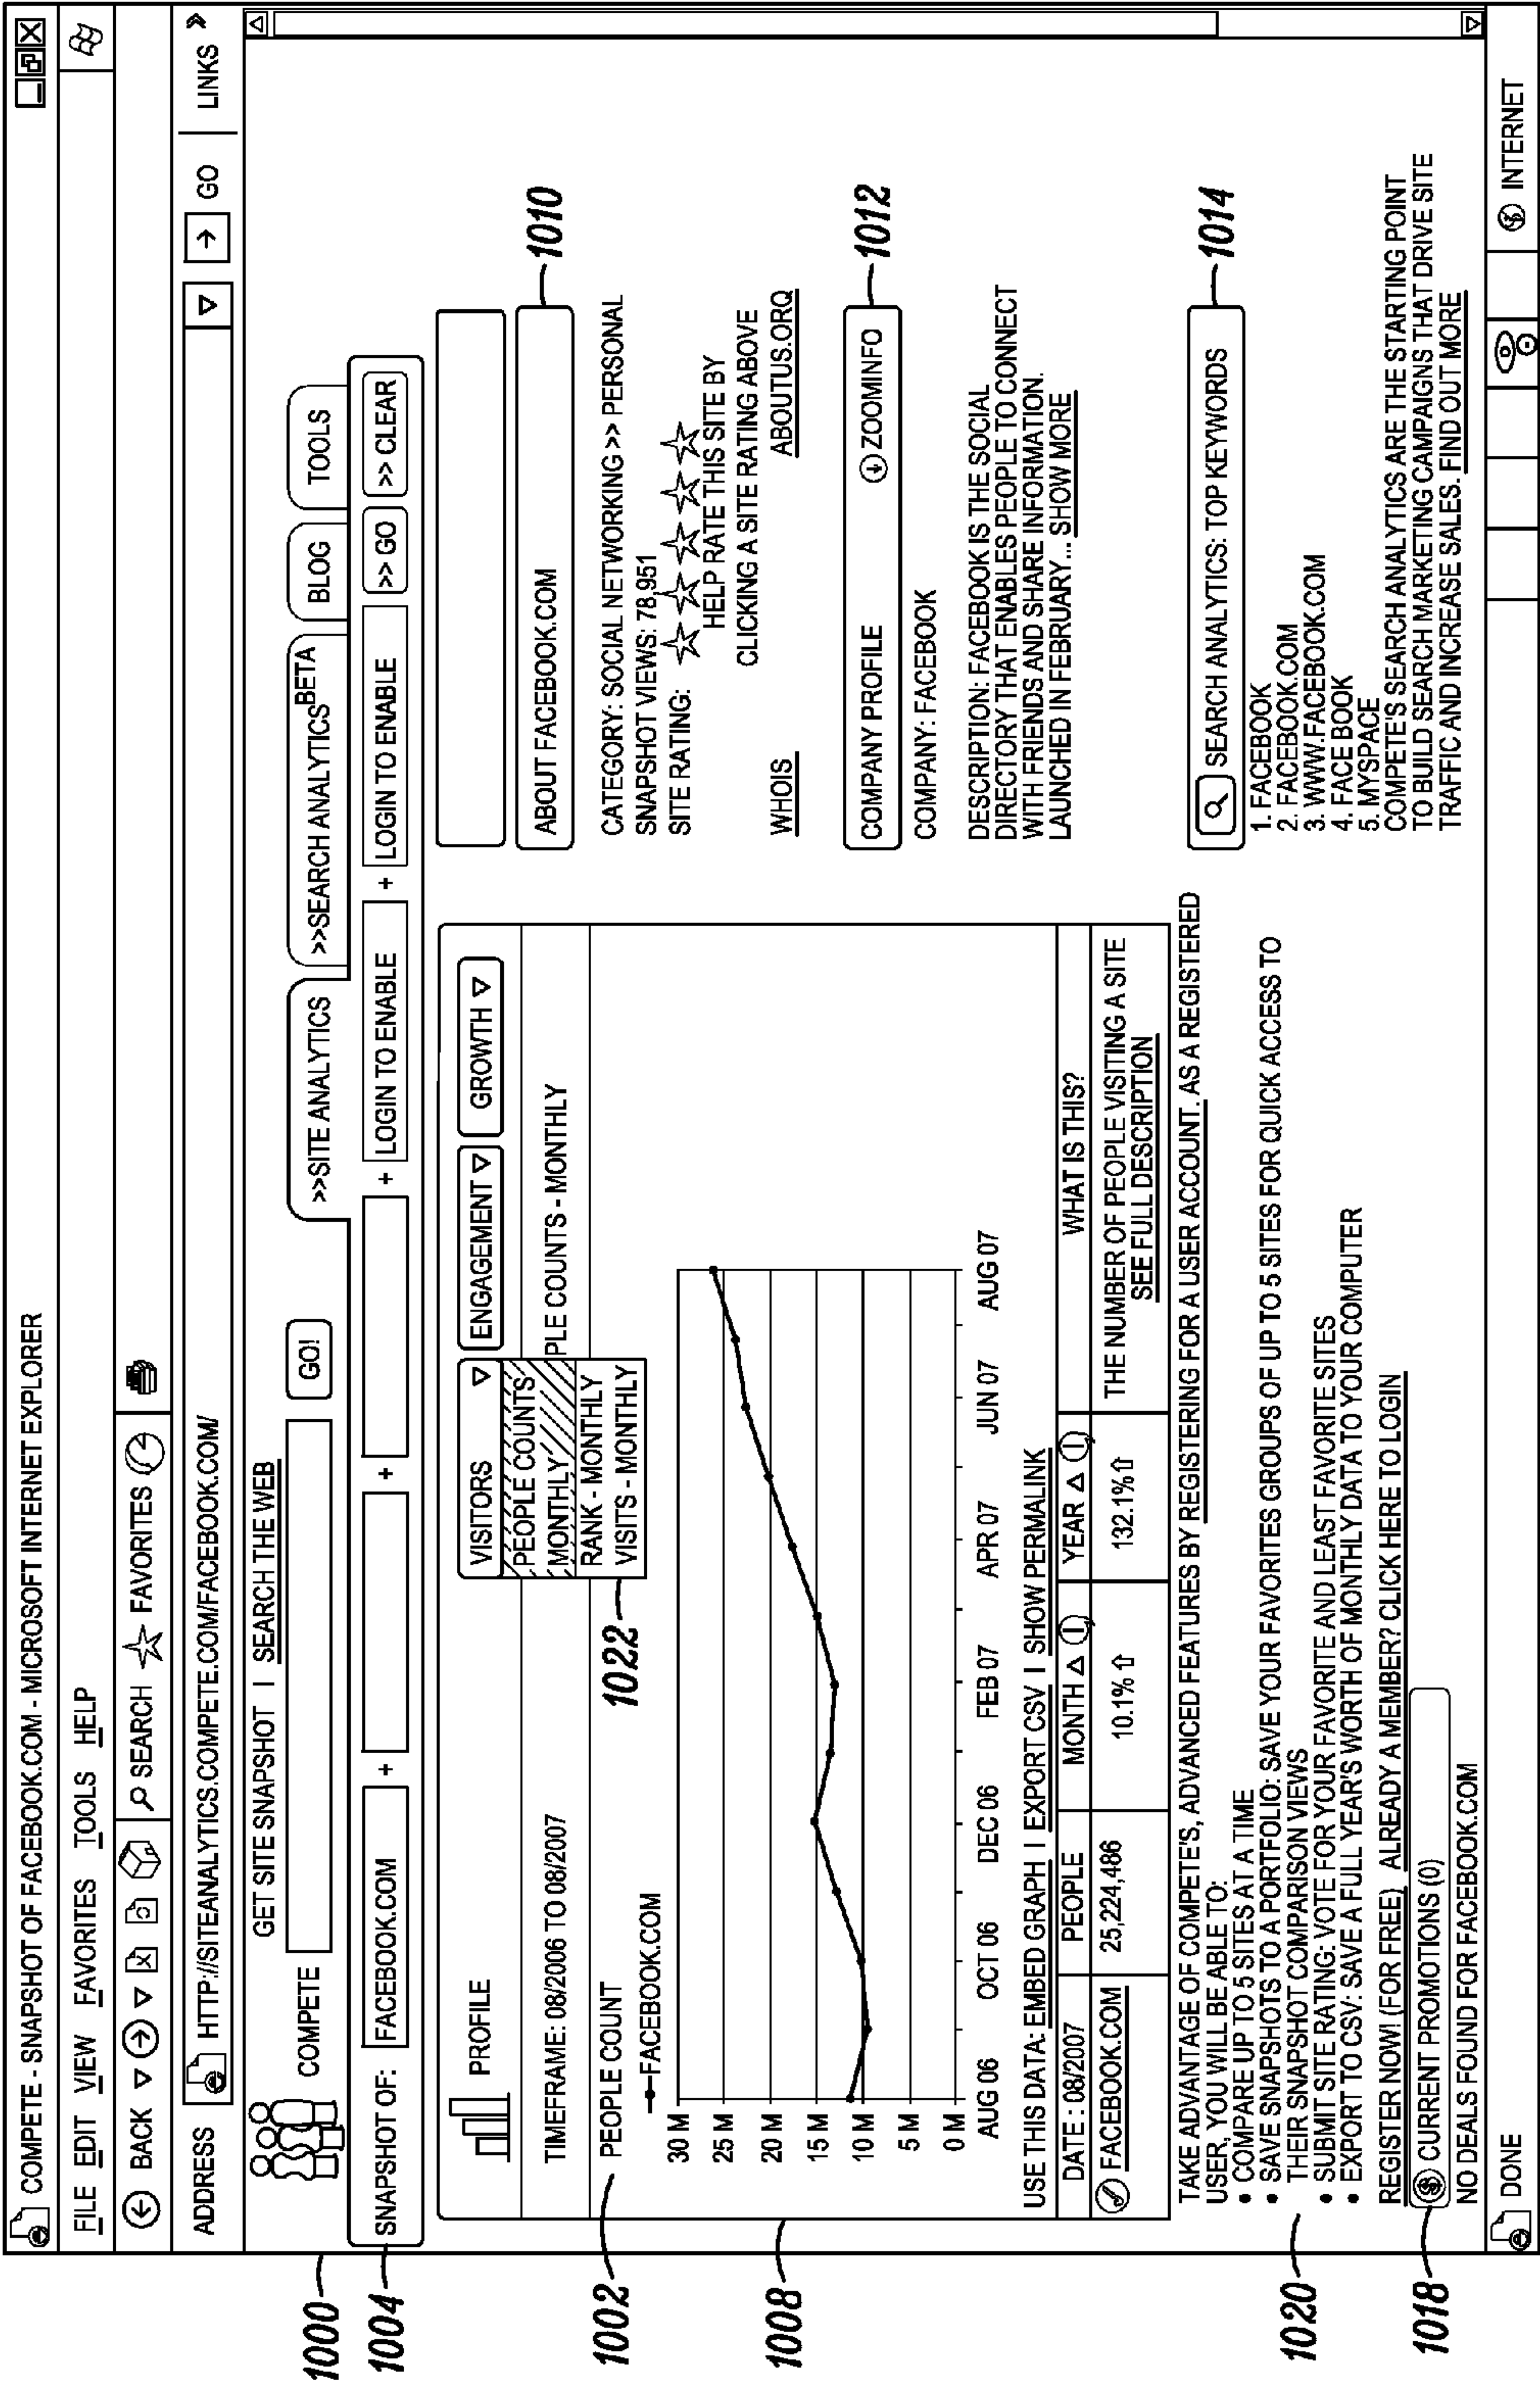 COMPETE - SNAPSHOT OF FACEBOOK.COM - MICROSOFT INTERNET EXPLORER
FILE EDIT VIEW FAVORITES TOOLS HELP
BACK SEARCH FAVORITES
ADDRESS HTTP://SITEANALYTICS.COMPETE.COM/FACEBOOK.COM/ GO LINKS »
1000
COMPETE
GET SITE SNAPSHOT | SEARCH THE WEB
GO!
>>SITE ANALYTICS >>SEARCH ANALYTICS BETA BLOG TOOLS
1004
SNAPSHOT OF: FACEBOOK.COM + + + LOGIN TO ENABLE + LOGIN TO ENABLE >> GO >> CLEAR
PROFILE
VISITORS ENGAGEMENT GROWTH
PEOPLE COUNTS
MONTHLY
RANK - MONTHLY
VISITS - MONTHLY
1022
TIMEFRAME: 08/2006 TO 08/2007
PLE COUNTS - MONTHLY
1002
PEOPLE COUNT
FACEBOOK.COM
30 M
25 M
20 M
15 M
10 M
5 M
0 M
AUG 06 OCT 06 DEC 06 FEB 07 APR 07 JUN 07 AUG 07
1008
USE THIS DATA: EMBED GRAPH | EXPORT CSV | SHOW PERMALINK
DATE : 08/2007 PEOPLE MONTH Δ YEAR Δ WHAT IS THIS?
FACEBOOK.COM 25,224,486 10.1% ⇧ 132.1% ⇧ THE NUMBER OF PEOPLE VISITING A SITE
SEE FULL DESCRIPTION
TAKE ADVANTAGE OF COMPETE'S, ADVANCED FEATURES BY REGISTERING FOR A USER ACCOUNT. AS A REGISTERED
USER, YOU WILL BE ABLE TO:
• COMPARE UP TO 5 SITES AT A TIME
• SAVE SNAPSHOTS TO A PORTFOLIO: SAVE YOUR FAVORITES GROUPS OF UP TO 5 SITES FOR QUICK ACCESS TO
THEIR SNAPSHOT COMPARISON VIEWS
• SUBMIT SITE RATING: VOTE FOR YOUR FAVORITE AND LEAST FAVORITE SITES
• EXPORT TO CSV: SAVE A FULL YEAR'S WORTH OF MONTHLY DATA TO YOUR COMPUTER
1020
REGISTER NOW! (FOR FREE) ALREADY A MEMBER? CLICK HERE TO LOGIN
1018
CURRENT PROMOTIONS (0)
NO DEALS FOUND FOR FACEBOOK.COM
ABOUT FACEBOOK.COM
1010
CATEGORY: SOCIAL NETWORKING >> PERSONAL
SNAPSHOT VIEWS: 78,951
SITE RATING:
HELP RATE THIS SITE BY
CLICKING A SITE RATING ABOVE
WHOIS ABOUTUS.ORQ
COMPANY PROFILE ZOOMINFO
1012
COMPANY: FACEBOOK
DESCRIPTION: FACEBOOK IS THE SOCIAL
DIRECTORY THAT ENABLES PEOPLE TO CONNECT
WITH FRIENDS AND SHARE INFORMATION.
LAUNCHED IN FEBRUARY... SHOW MORE
SEARCH ANALYTICS: TOP KEYWORDS
1014
1. FACEBOOK
2. FACEBOOK.COM
3. WWW.FACEBOOK.COM
4. FACE BOOK
5. MYSPACE
COMPETE'S SEARCH ANALYTICS ARE THE STARTING POINT
TO BUILD SEARCH MARKETING CAMPAIGNS THAT DRIVE SITE
TRAFFIC AND INCREASE SALES. FIND OUT MORE
DONE INTERNET